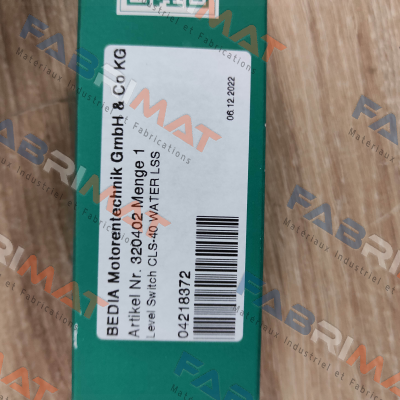 BEDIA Motorentechnik GmbH & Co KG
Artikel Nr. 320402 Menge 1
Level Switch CLS-40 WATER LSS
04218372
06.12.2022
FABRIMAT
Matériaux Industriel et Fabrications